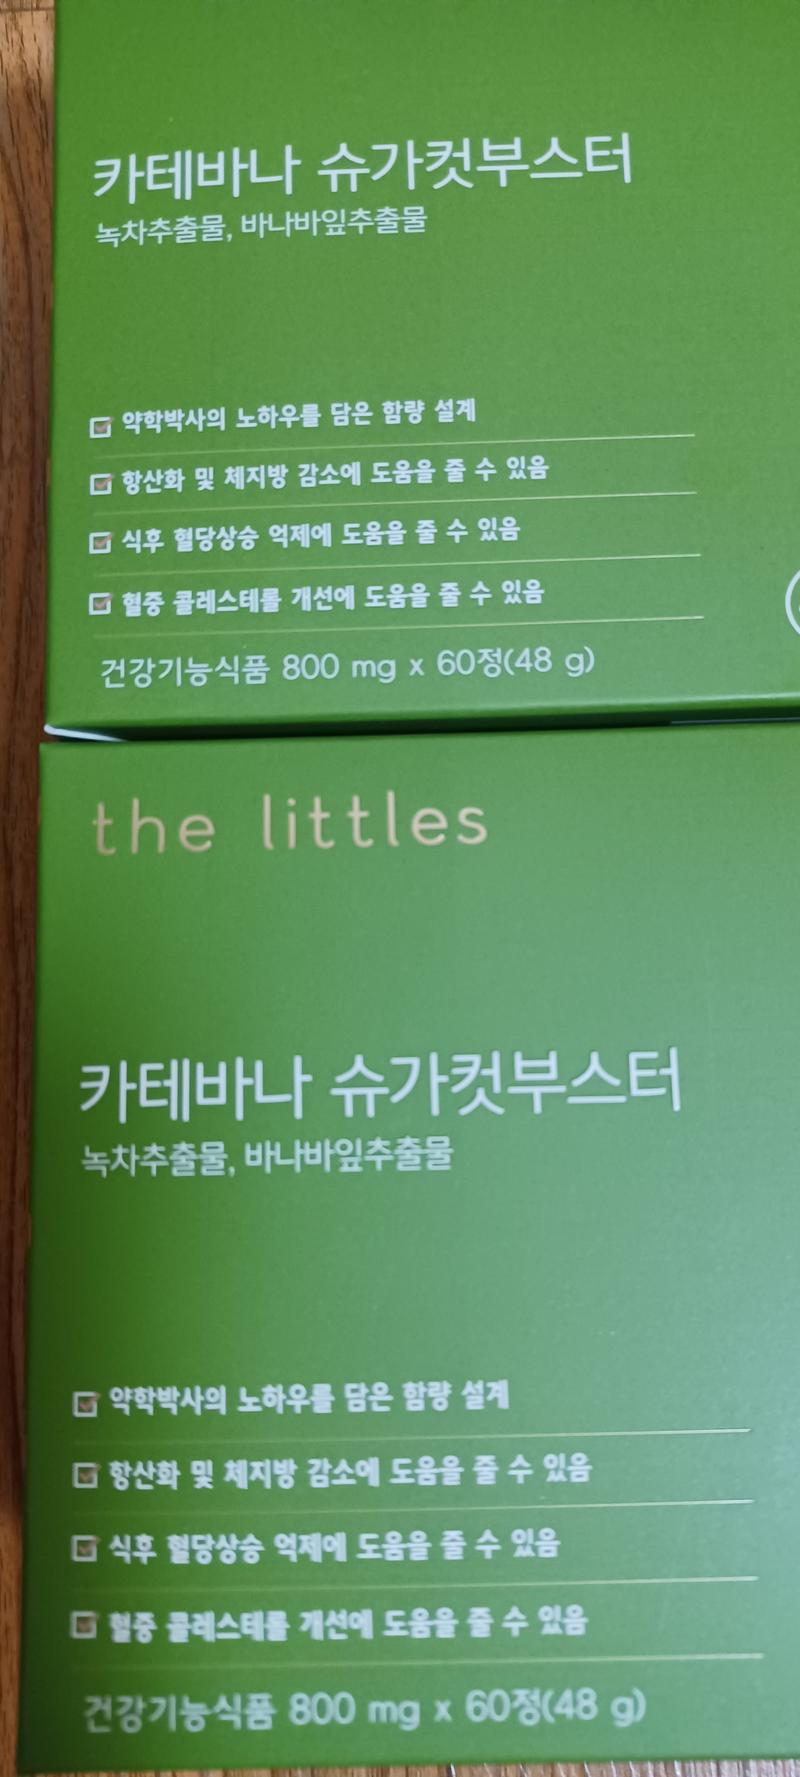 카테바나 슈가컷부스터
녹차추출물, 바나바잎추출물
약학박사의 노하우를 담은 함량 설계
항산화 및 체지방 감소에 도움을 줄 수 있음
식후 혈당상승 억제에 도움을 줄 수 있음
혈중 콜레스테롤 개선에 도움을 줄 수 있음
건강기능식품 800 mg x 60정(48 g)
the littles
카테바나 슈가컷부스터
녹차추출물, 바나바잎추출물
약학박사의 노하우를 담은 함량 설계
항산화 및 체지방 감소에 도움을 줄 수 있음
식후 혈당상승 억제에 도움을 줄 수 있음
혈중 콜레스테롤 개선에 도움을 줄 수 있음
건강기능식품 800 mg x 60정(48 g)